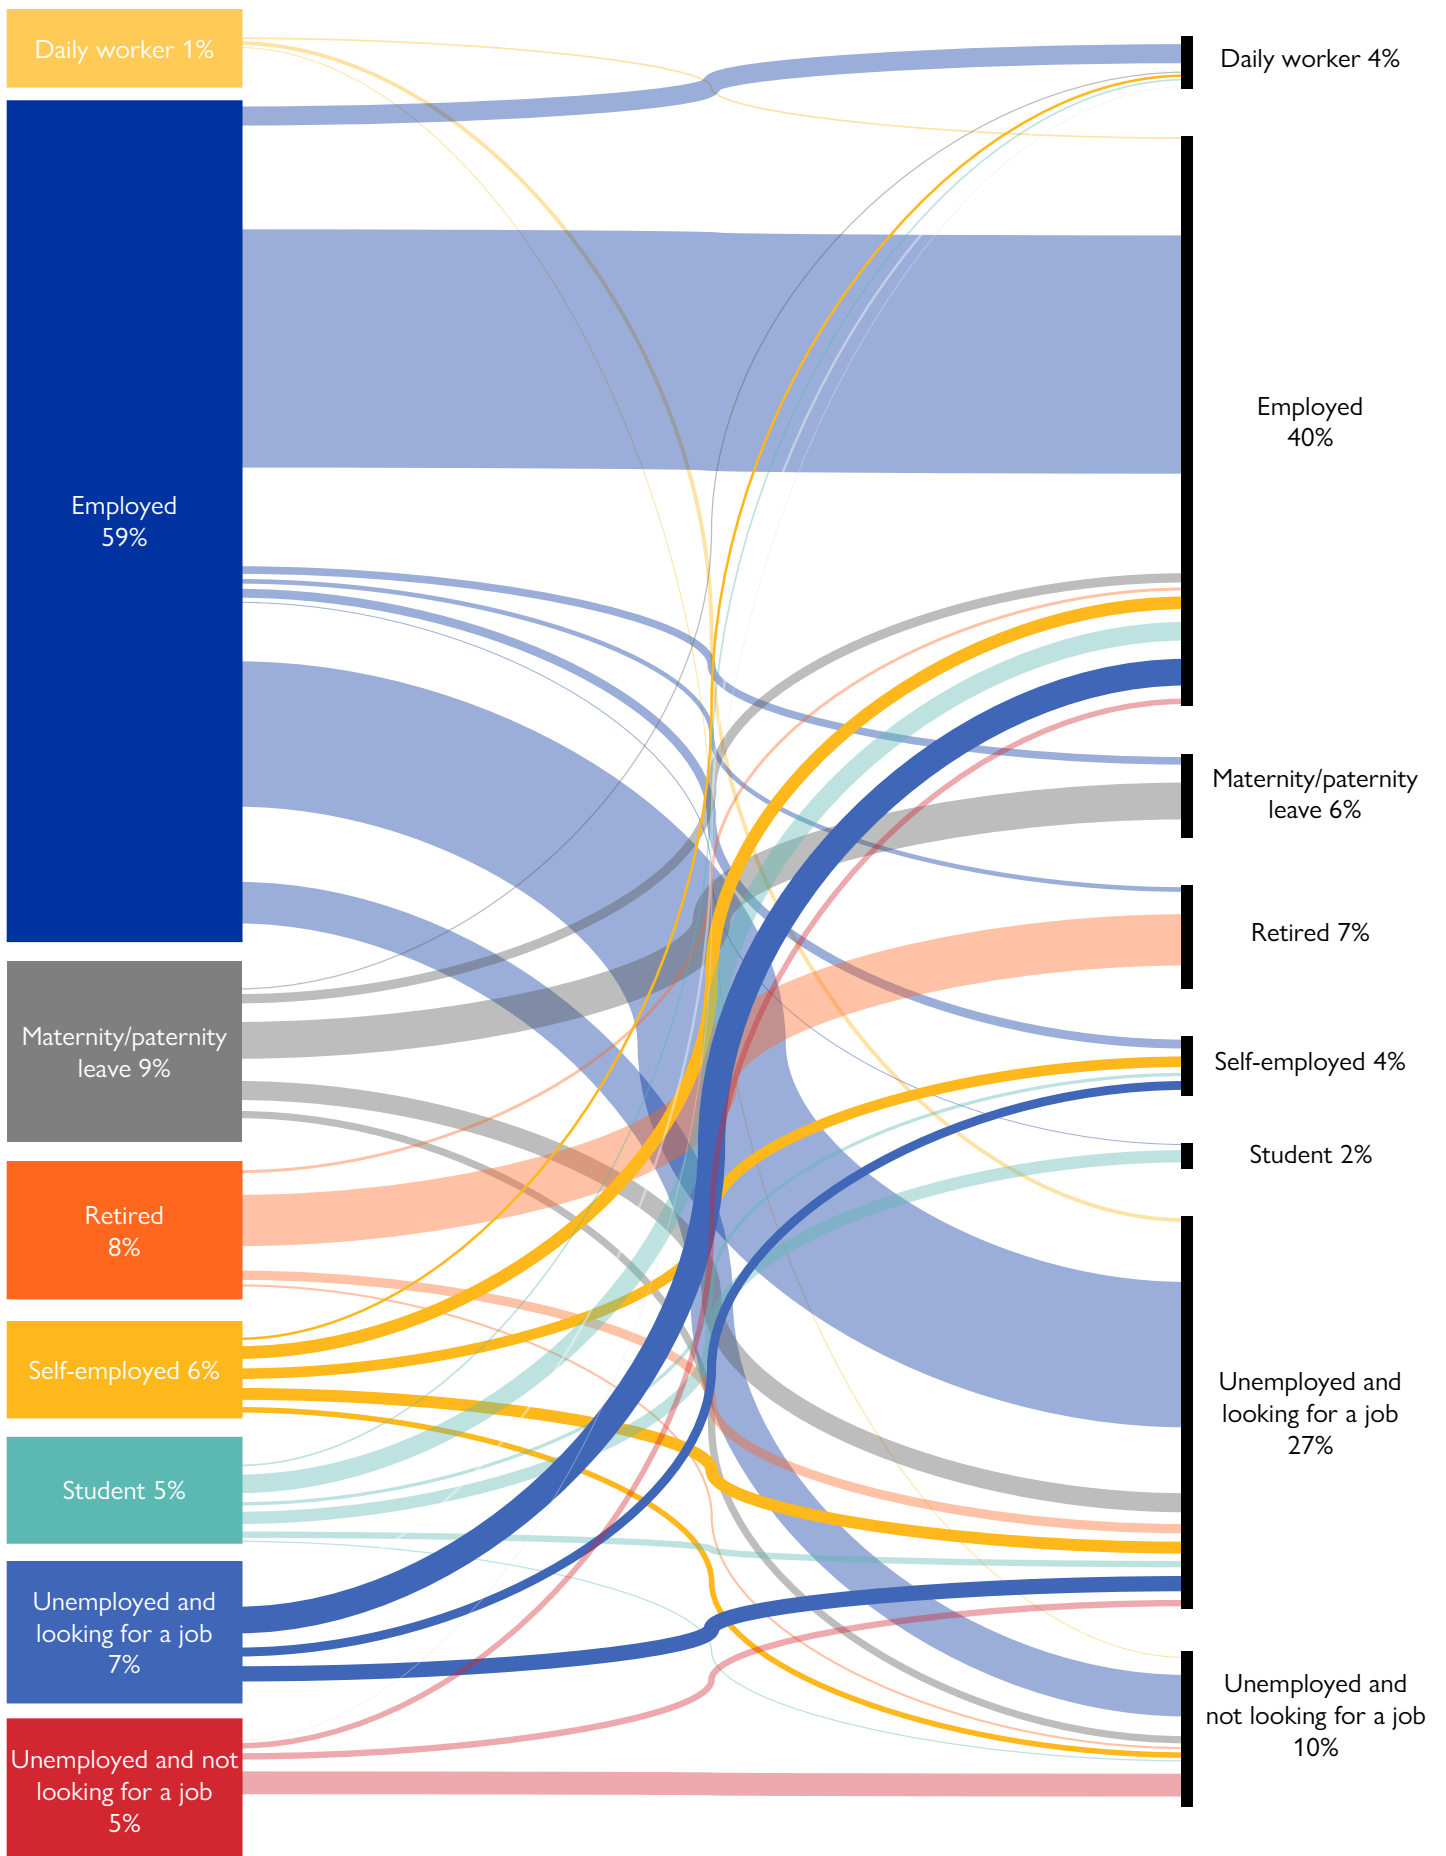 Daily worker 1%
Employed
59%
Maternity/paternity
leave 9%
Retired
8%
Self-employed 6%
Student 5%
Unemployed and
looking for a job
7%
Unemployed and not
looking for a job
5%
Daily worker 4%
Employed
40%
Maternity/paternity
leave 6%
Retired 7%
Self-employed 4%
Student 2%
Unemployed and
looking for a job
27%
Unemployed and
not looking for a job
10%